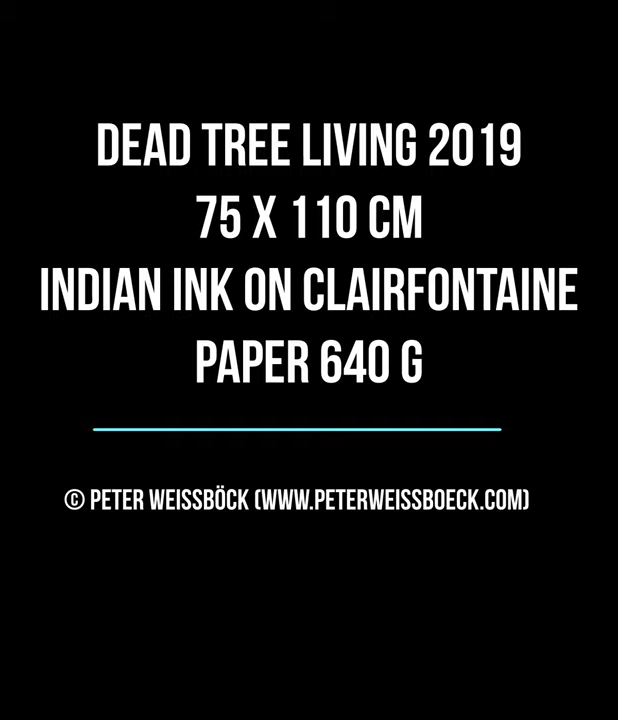 DEAD TREE LIVING 2019
75 X 110 CM
INDIAN INK ON CLAIRFONTAINE
PAPER 640 G
© PETER WEISSBÖCK (WWW.PETERWEISSBOECK.COM)